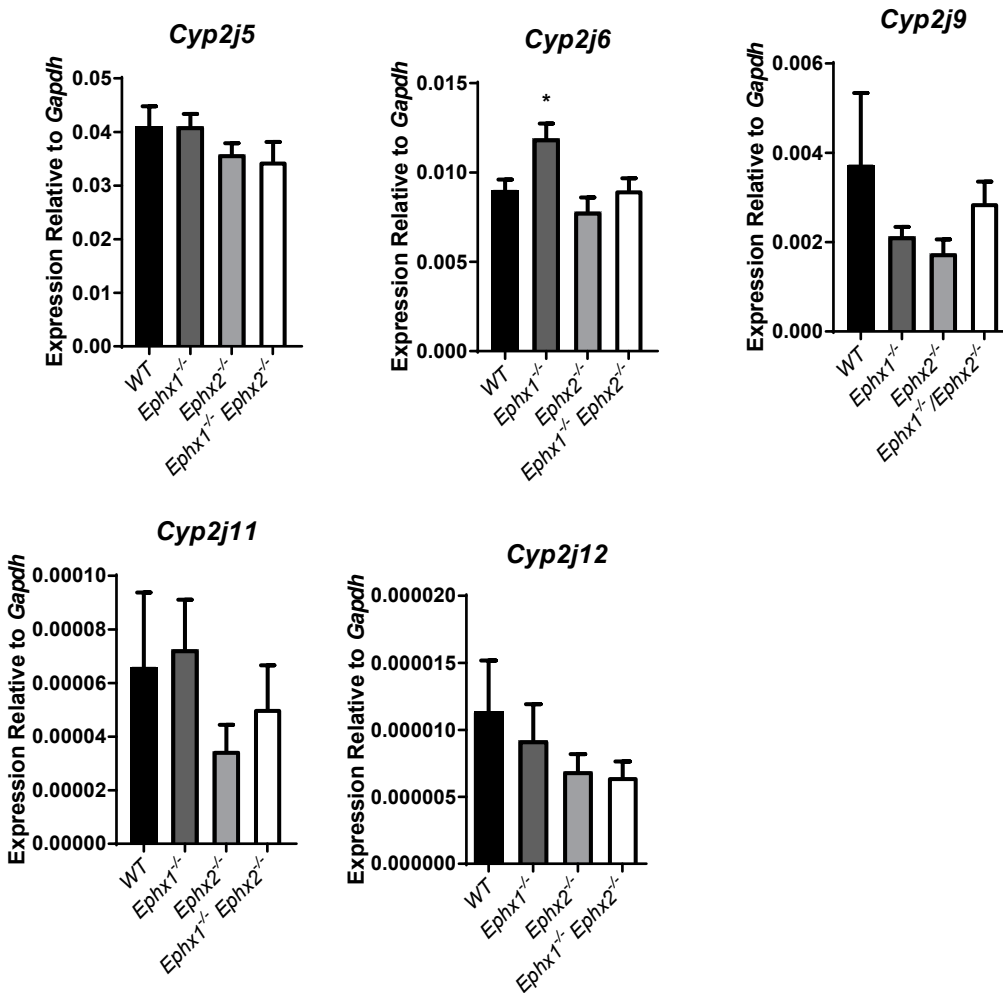 Cyp2j5
Expression Relative to Gapdh
0.05
0.04
0.03
0.02
0.01
0.00
WT
Ephx1-/-
Ephx2-/-
Ephx1-/- Ephx2-/-
Cyp2j6
Expression Relative to Gapdh
0.015
0.010
0.005
0.000
*
WT
Ephx1-/-
Ephx2-/-
Ephx1-/- Ephx2-/-
Cyp2j9
Expression Relative to Gapdh
0.006
0.004
0.002
0.000
WT
Ephx1-/-
Ephx2-/-
Ephx1-/-/Ephx2-/-
Cyp2j11
Expression Relative to Gapdh
0.00010
0.00008
0.00006
0.00004
0.00002
0.00000
WT
Ephx1-/-
Ephx2-/-
Ephx1-/- Ephx2-/-
Cyp2j12
Expression Relative to Gapdh
0.000020
0.000015
0.000010
0.000005
0.000000
WT
Ephx1-/-
Ephx2-/-
Ephx1-/- Ephx2-/-